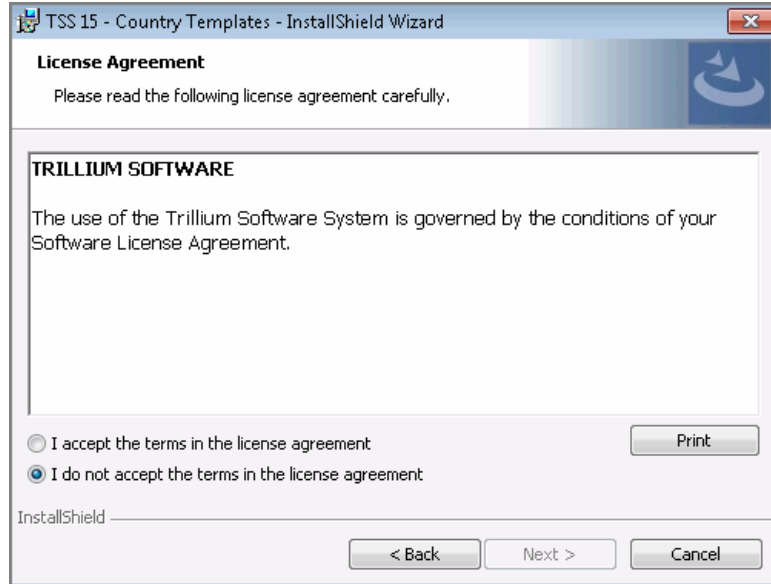 TSS 15 - Country Templates - InstallShield Wizard
License Agreement
Please read the following license agreement carefully.
TRILLIUM SOFTWARE
The use of the Trillium Software System is governed by the conditions of your
Software License Agreement.
I accept the terms in the license agreement
Print
I do not accept the terms in the license agreement
InstallShield
< Back
Next >
Cancel